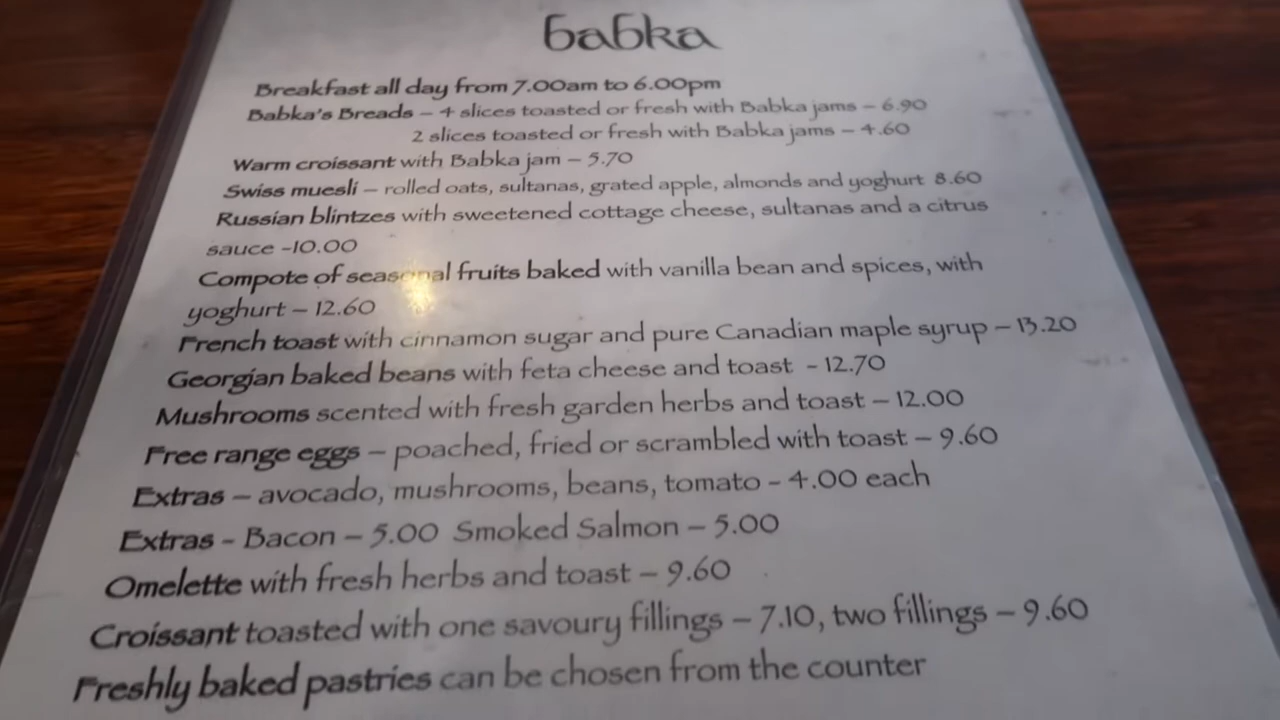 babka
Breakfast all day from 7.00am to 6.00pm
Babka's Breads – 4 slices toasted or fresh with Babka jams – 6.90
2 slices toasted or fresh with Babka jams – 4.60
Warm croissant with Babka jam – 5.70
Swiss muesli – rolled oats, sultanas, grated apple, almonds and yoghurt 8.60
Russian blintzes with sweetened cottage cheese, sultanas and a citrus
sauce -10.00
Compote of seasonal fruits baked with vanilla bean and spices, with
yoghurt – 12.60
French toast with cinnamon sugar and pure Canadian maple syrup – 13.20
Georgian baked beans with feta cheese and toast - 12.70
Mushrooms scented with fresh garden herbs and toast – 12.00
Free range eggs – poached, fried or scrambled with toast – 9.60
Extras – avocado, mushrooms, beans, tomato - 4.00 each
Extras - Bacon – 5.00 Smoked Salmon – 5.00
Omelette with fresh herbs and toast – 9.60
Croissant toasted with one savoury fillings – 7.10, two fillings – 9.60
Freshly baked pastries can be chosen from the counter